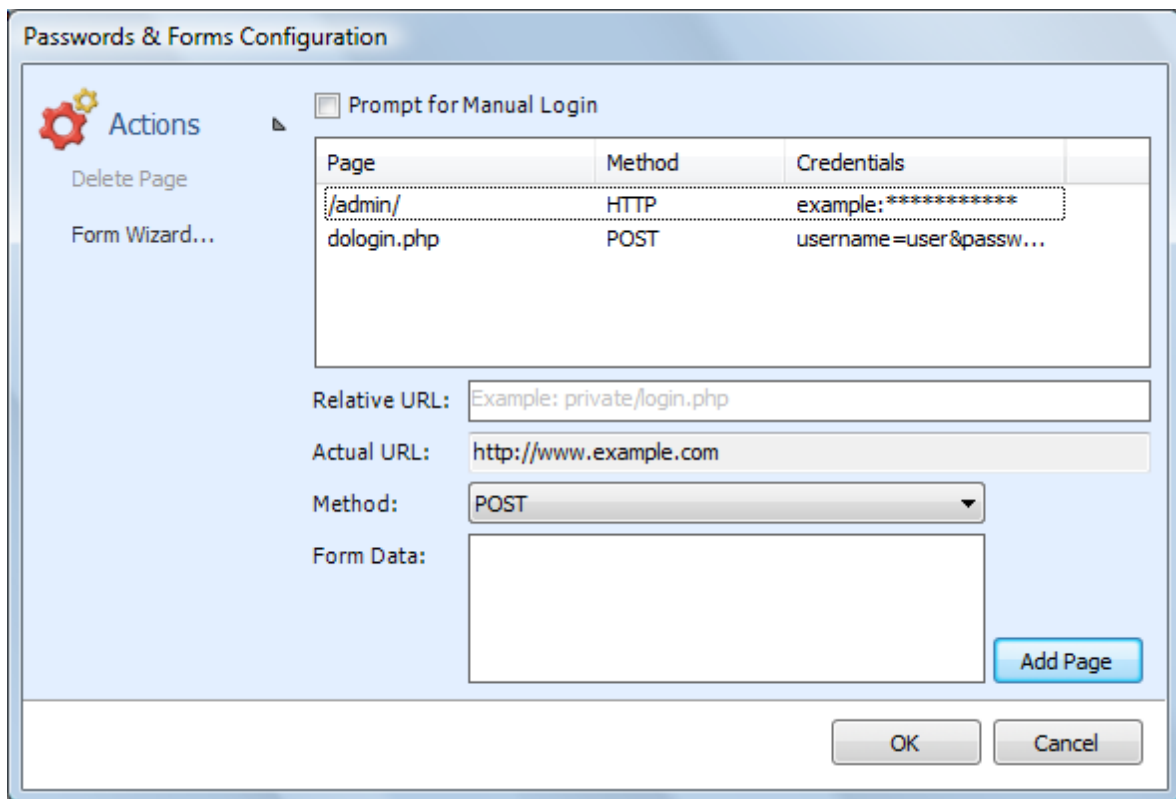 Passwords & Forms Configuration
Actions
Delete Page
Form Wizard...
Prompt for Manual Login
Page Method Credentials
/admin/ HTTP example:***********
dologin.php POST username=user&passw...
Relative URL: Example: private/login.php
Actual URL: http://www.example.com
Method: POST
Form Data:
Add Page
OK Cancel